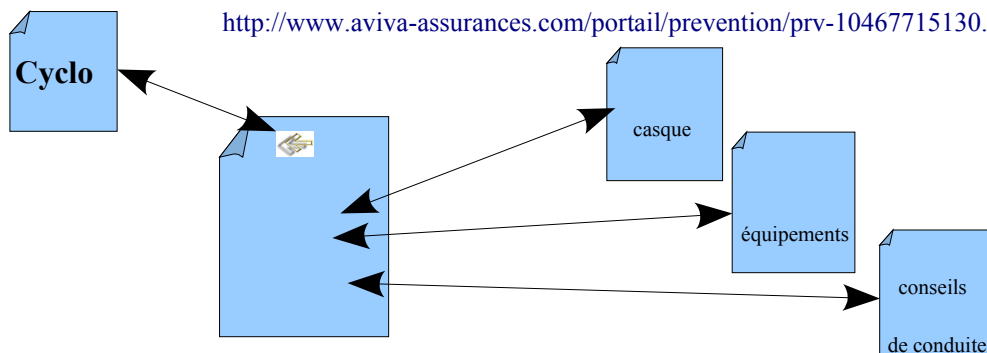 http://www.aviva-assurances.com/portail/prevention/prv-10467715130.
Cyclo
casque
équipements
conseils
de conduite